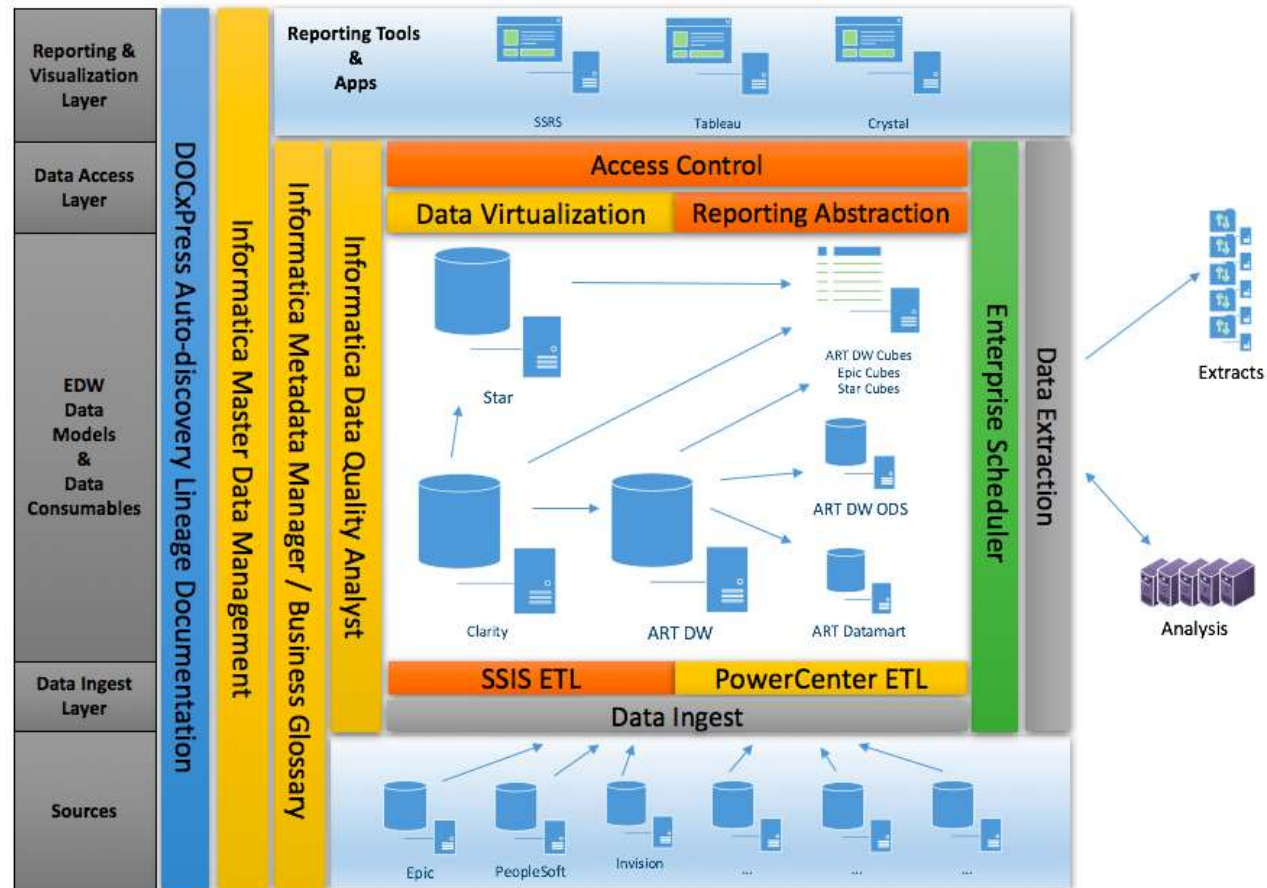 Reporting &
Visualization
Layer
Data Access
Layer
EDW
Data
Models
&
Data
Consumables
Data Ingest
Layer
Sources
DOCxPress Auto-discovery Lineage Documentation
Informatica Master Data Management
Informatica Metadata Manager / Business Glossary
Informatica Data Quality Analyst
Reporting Tools
&
Apps
SSRS
Tableau
Crystal
Access Control
Data Virtualization
Reporting Abstraction
Star
ART DW Cubes
Epic Cubes
Star Cubes
ART DW ODS
Clarity
ART DW
ART Datamart
SSIS ETL
PowerCenter ETL
Data Ingest
Epic
PeopleSoft
Invision
...
...
...
Enterprise Scheduler
Data Extraction
Extracts
Analysis